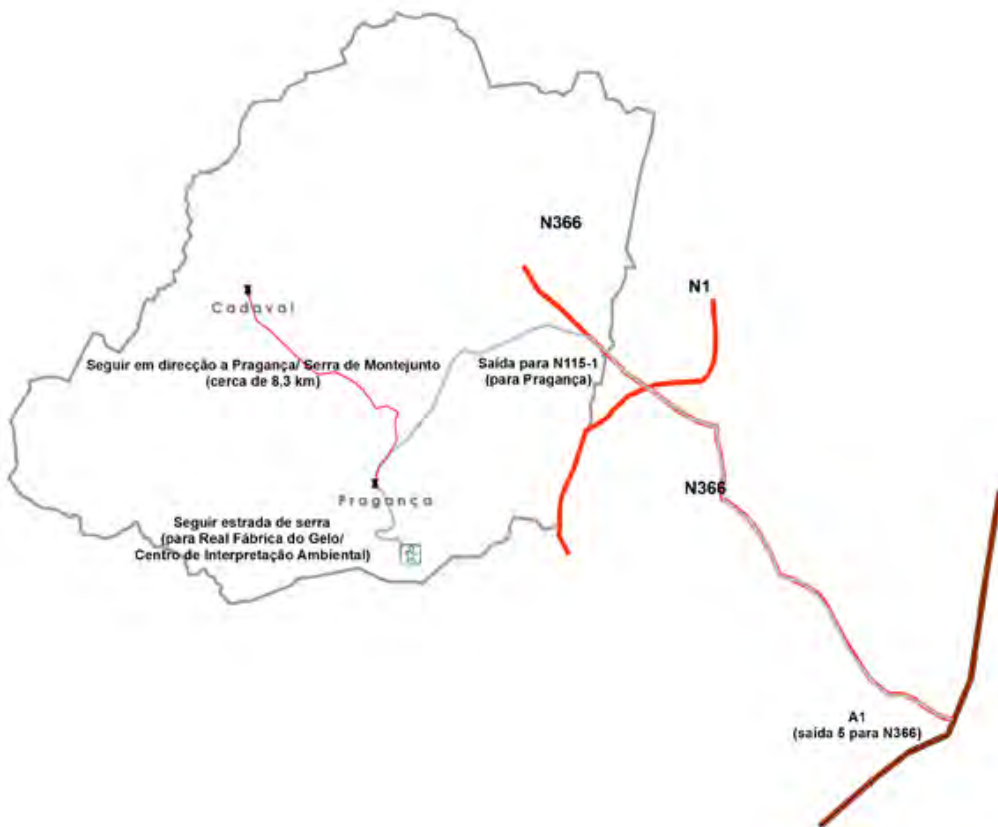 N366
N1
Cadaval
Seguir em direcção a Pragança/ Serra de Montejunto
(cerca de 8,3 km)
Saída para N115-1
(para Pragança)
N366
Pragança
Seguir estrada de serra
(para Real Fábrica do Gelo/
Centro de Interpretação Ambiental)
A1
(saída 5 para N366)